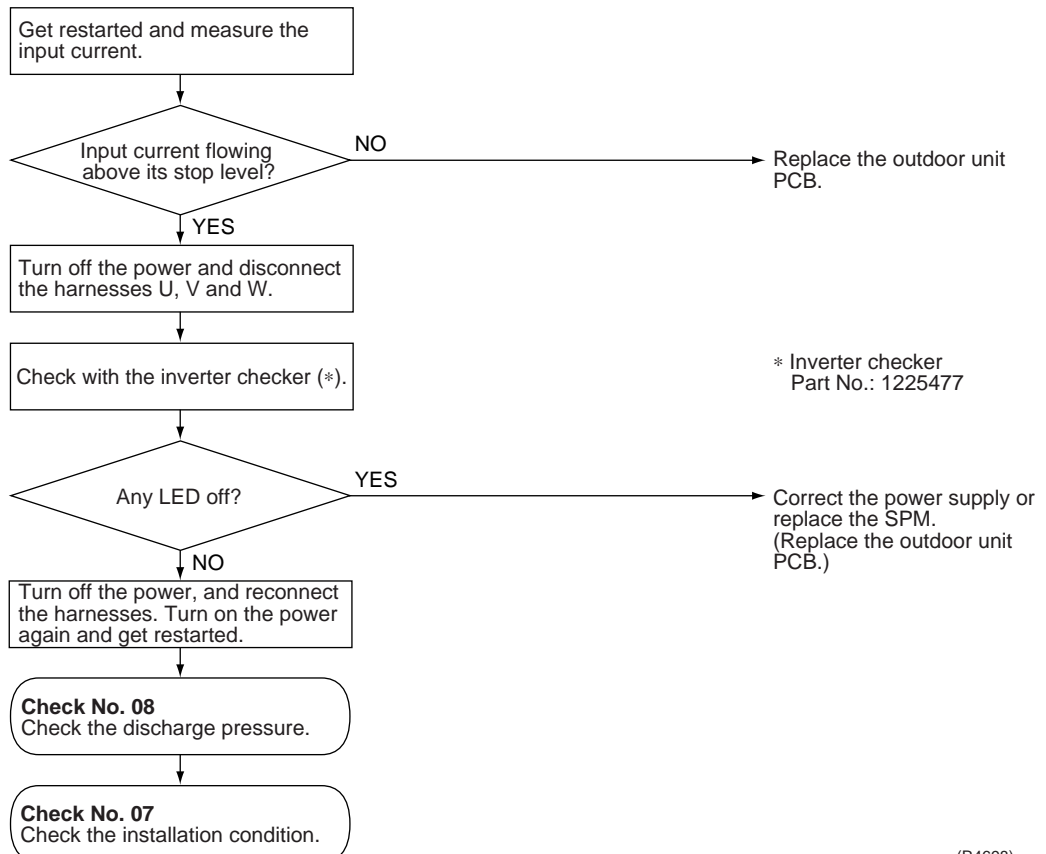 Get restarted and measure the
input current.
Input current flowing
above its stop level?
NO
Replace the outdoor unit
PCB.
YES
Turn off the power and disconnect
the harnesses U, V and W.
Check with the inverter checker (*).
* Inverter checker
Part No.: 1225477
Any LED off?
YES
Correct the power supply or
replace the SPM.
(Replace the outdoor unit
PCB.)
NO
Turn off the power, and reconnect
the harnesses. Turn on the power
again and get restarted.
Check No. 08
Check the discharge pressure.
Check No. 07
Check the installation condition.